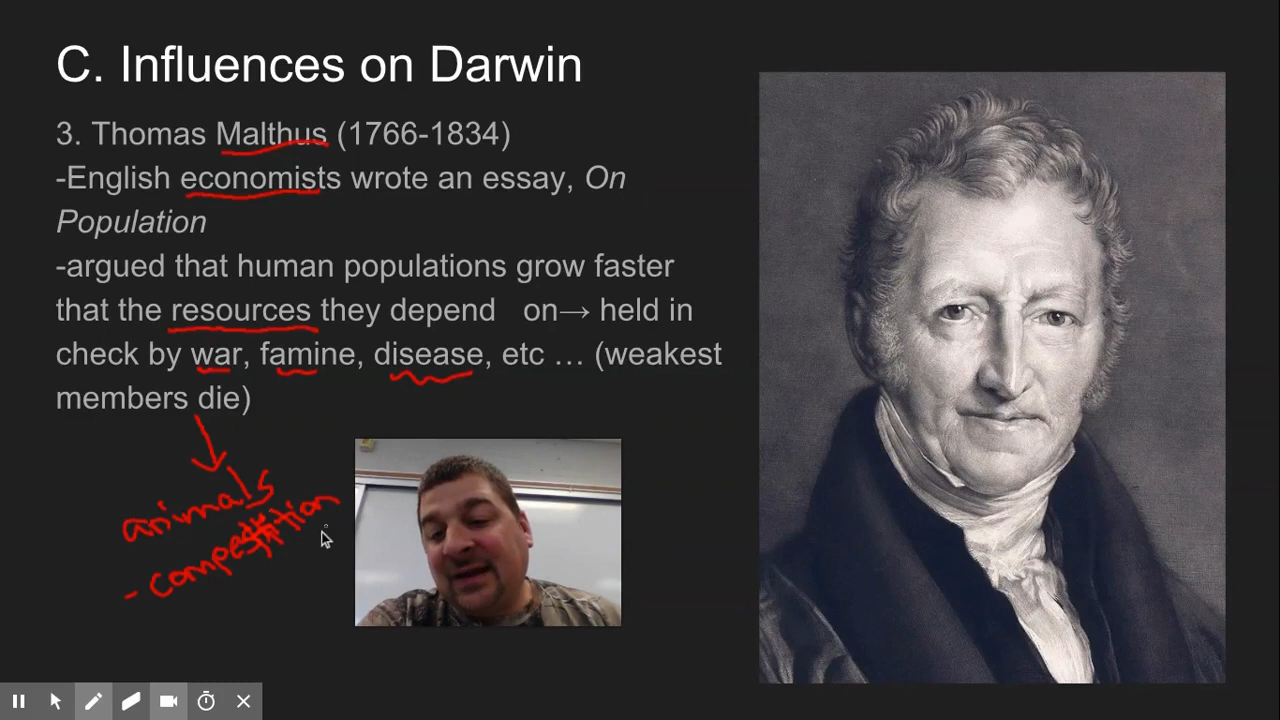 C. Influences on Darwin
3. Thomas Malthus (1766-1834)
-English economists wrote an essay, On
Population
-argued that human populations grow faster
that the resources they depend on→ held in
check by war, famine, disease, etc … (weakest
members die)
animals
- competition